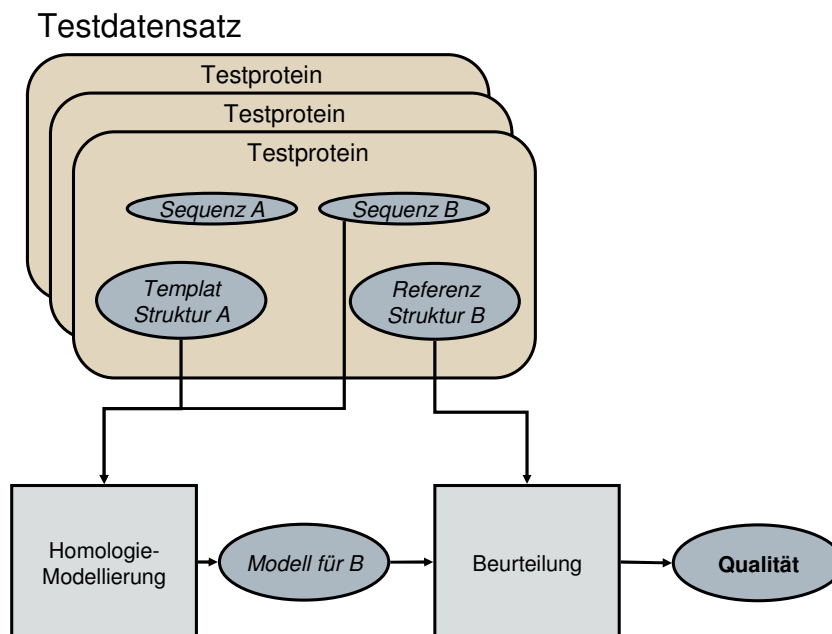 Testdatensatz
Testprotein
Testprotein
Testprotein
Sequenz A
Sequenz B
Templat
Struktur A
Referenz
Struktur B
Homologie-
Modellierung
Modell für B
Beurteilung
Qualität